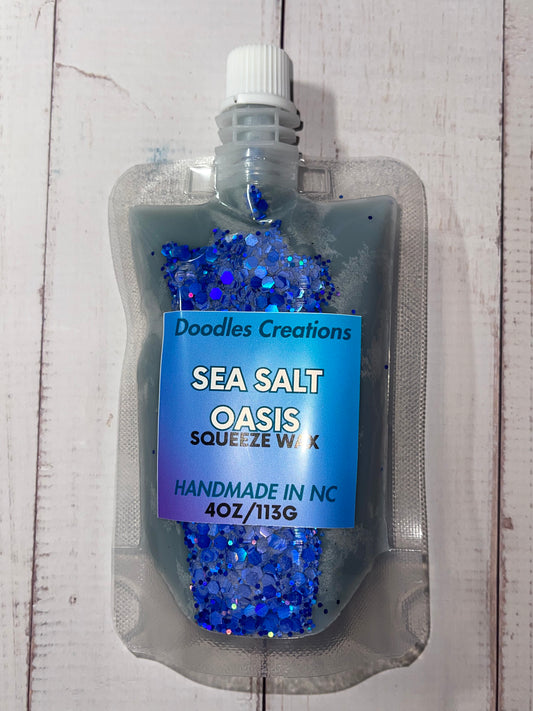 Doodles Creations
SEA SALT
OASIS
SQUEEZE WAX
HANDMADE IN NC
4OZ/113G